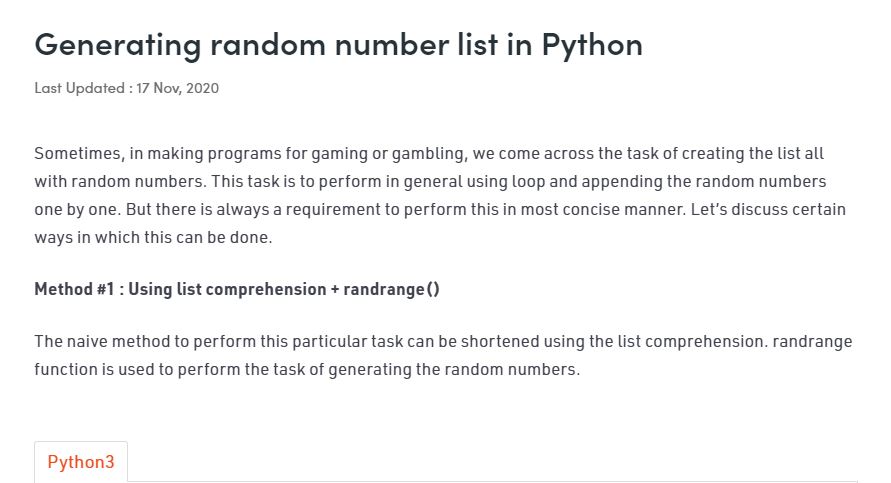 Generating random number list in Python
Last Updated : 17 Nov, 2020
Sometimes, in making programs for gaming or gambling, we come across the task of creating the list all
with random numbers. This task is to perform in general using loop and appending the random numbers
one by one. But there is always a requirement to perform this in most concise manner. Let’s discuss certain
ways in which this can be done.
Method #1 : Using list comprehension + randrange()
The naive method to perform this particular task can be shortened using the list comprehension. randrange
function is used to perform the task of generating the random numbers.
Python3